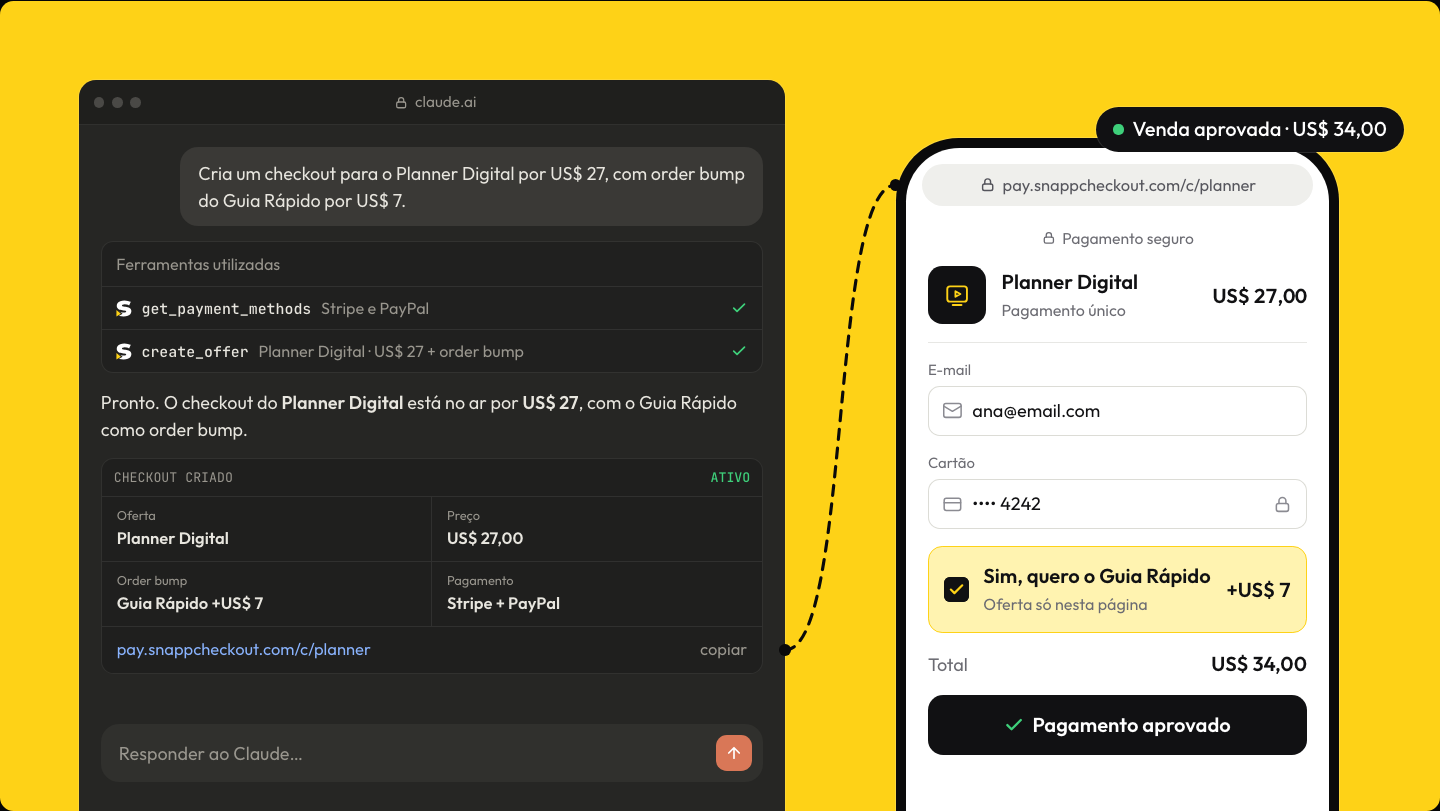 claude.ai
Cria um checkout para o Planner Digital por US$ 27, com order bump
do Guia Rápido por US$ 7.
Ferramentas utilizadas
get_payment_methods Stripe e PayPal
create_offer Planner Digital · US$ 27 + order bump
Pronto. O checkout do Planner Digital está no ar por US$ 27, com o Guia Rápido
como order bump.
CHECKOUT CRIADO ATIVO
Oferta
Planner Digital
Preço
US$ 27,00
Order bump
Guia Rápido +US$ 7
Pagamento
Stripe + PayPal
pay.snappcheckout.com/c/planner copiar
Responder ao Claude...
Venda aprovada · US$ 34,00
pay.snappcheckout.com/c/planner
Pagamento seguro
Planner Digital
Pagamento único
US$ 27,00
E-mail
ana@email.com
Cartão
•••• 4242
Sim, quero o Guia Rápido
Oferta só nesta página
+US$ 7
Total US$ 34,00
Pagamento aprovado